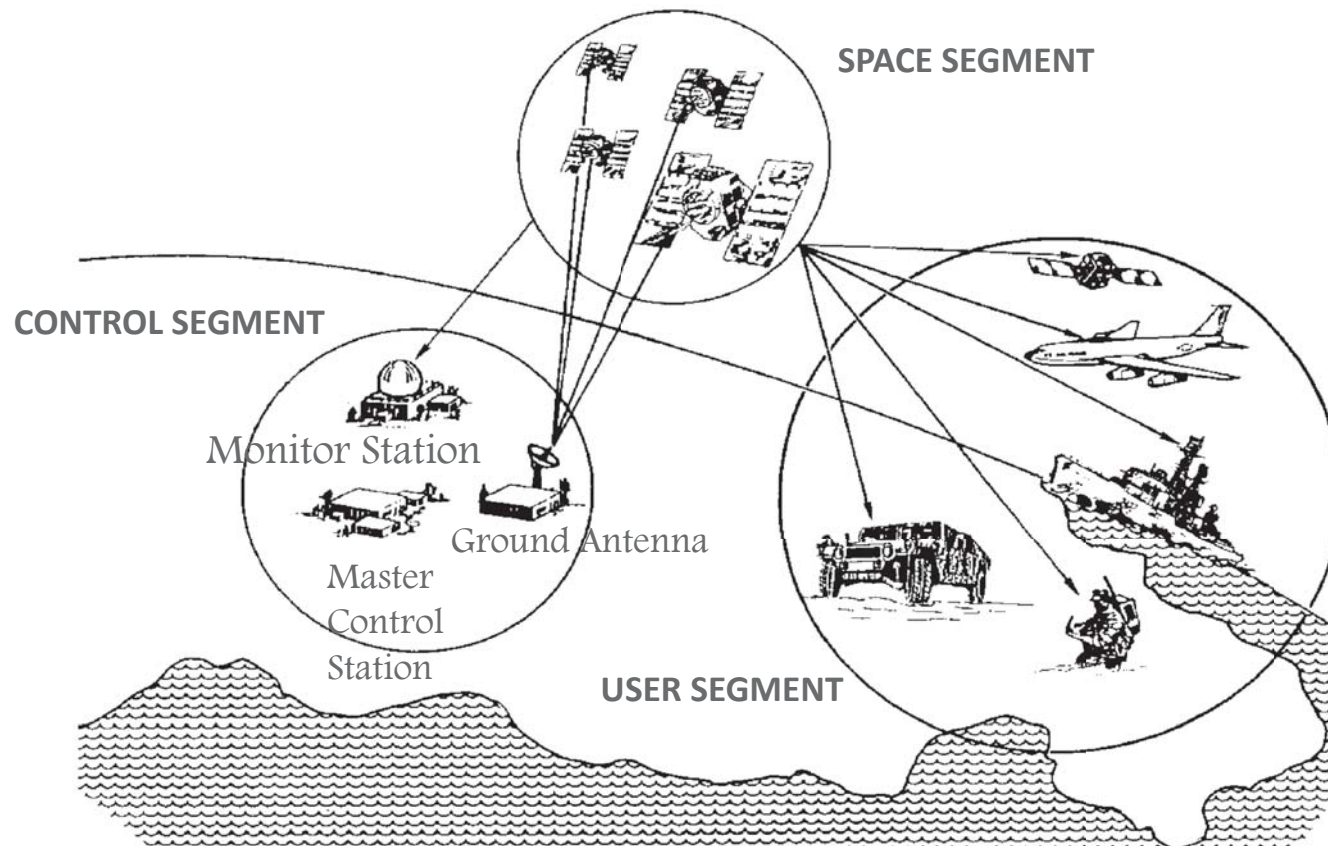 SPACE SEGMENT
CONTROL SEGMENT
Monitor Station
Ground Antenna
Master
Control
Station
USER SEGMENT